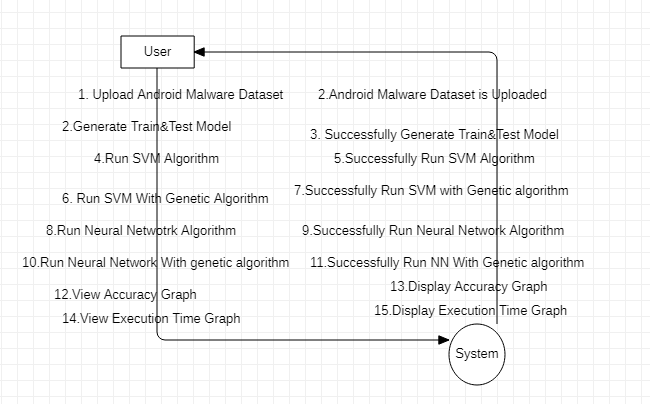 User
1. Upload Android Malware Dataset
2.Android Malware Dataset is Uploaded
2.Generate Train&Test Model
3. Successfully Generate Train&Test Model
4.Run SVM Algorithm
5.Successfully Run SVM Algorithm
6. Run SVM With Genetic Algorithm
7.Successfully Run SVM with Genetic algorithm
8.Run Neural Netwotrk Algorithm
9.Successfully Run Neural Network Algorithm
10.Run Neural Network With genetic algorithm
11.Successfully Run NN With Genetic algorithm
12.View Accuracy Graph
13.Display Accuracy Graph
14.View Execution Time Graph
15.Display Execution Time Graph
System